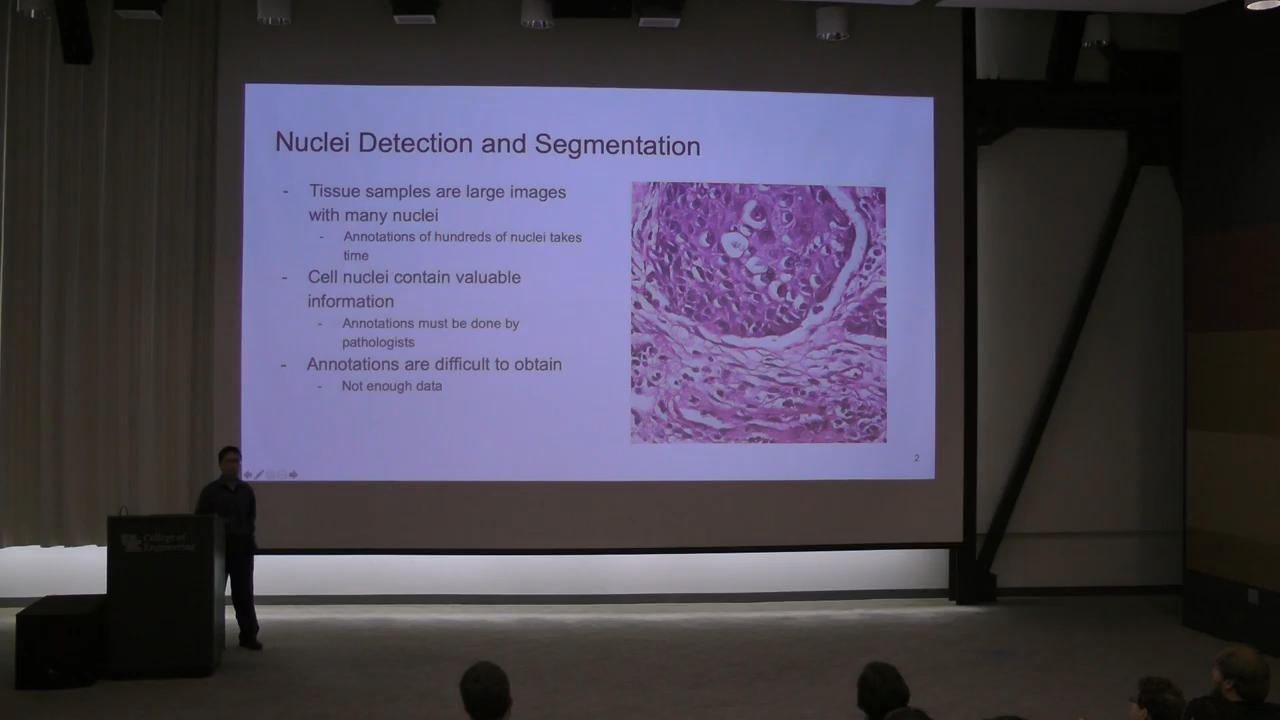 Nuclei Detection and Segmentation
- Tissue samples are large images
with many nuclei
- Annotations of hundreds of nuclei takes
time
- Cell nuclei contain valuable
information
- Annotations must be done by
pathologists
- Annotations are difficult to obtain
- Not enough data
2
College of
Engineering